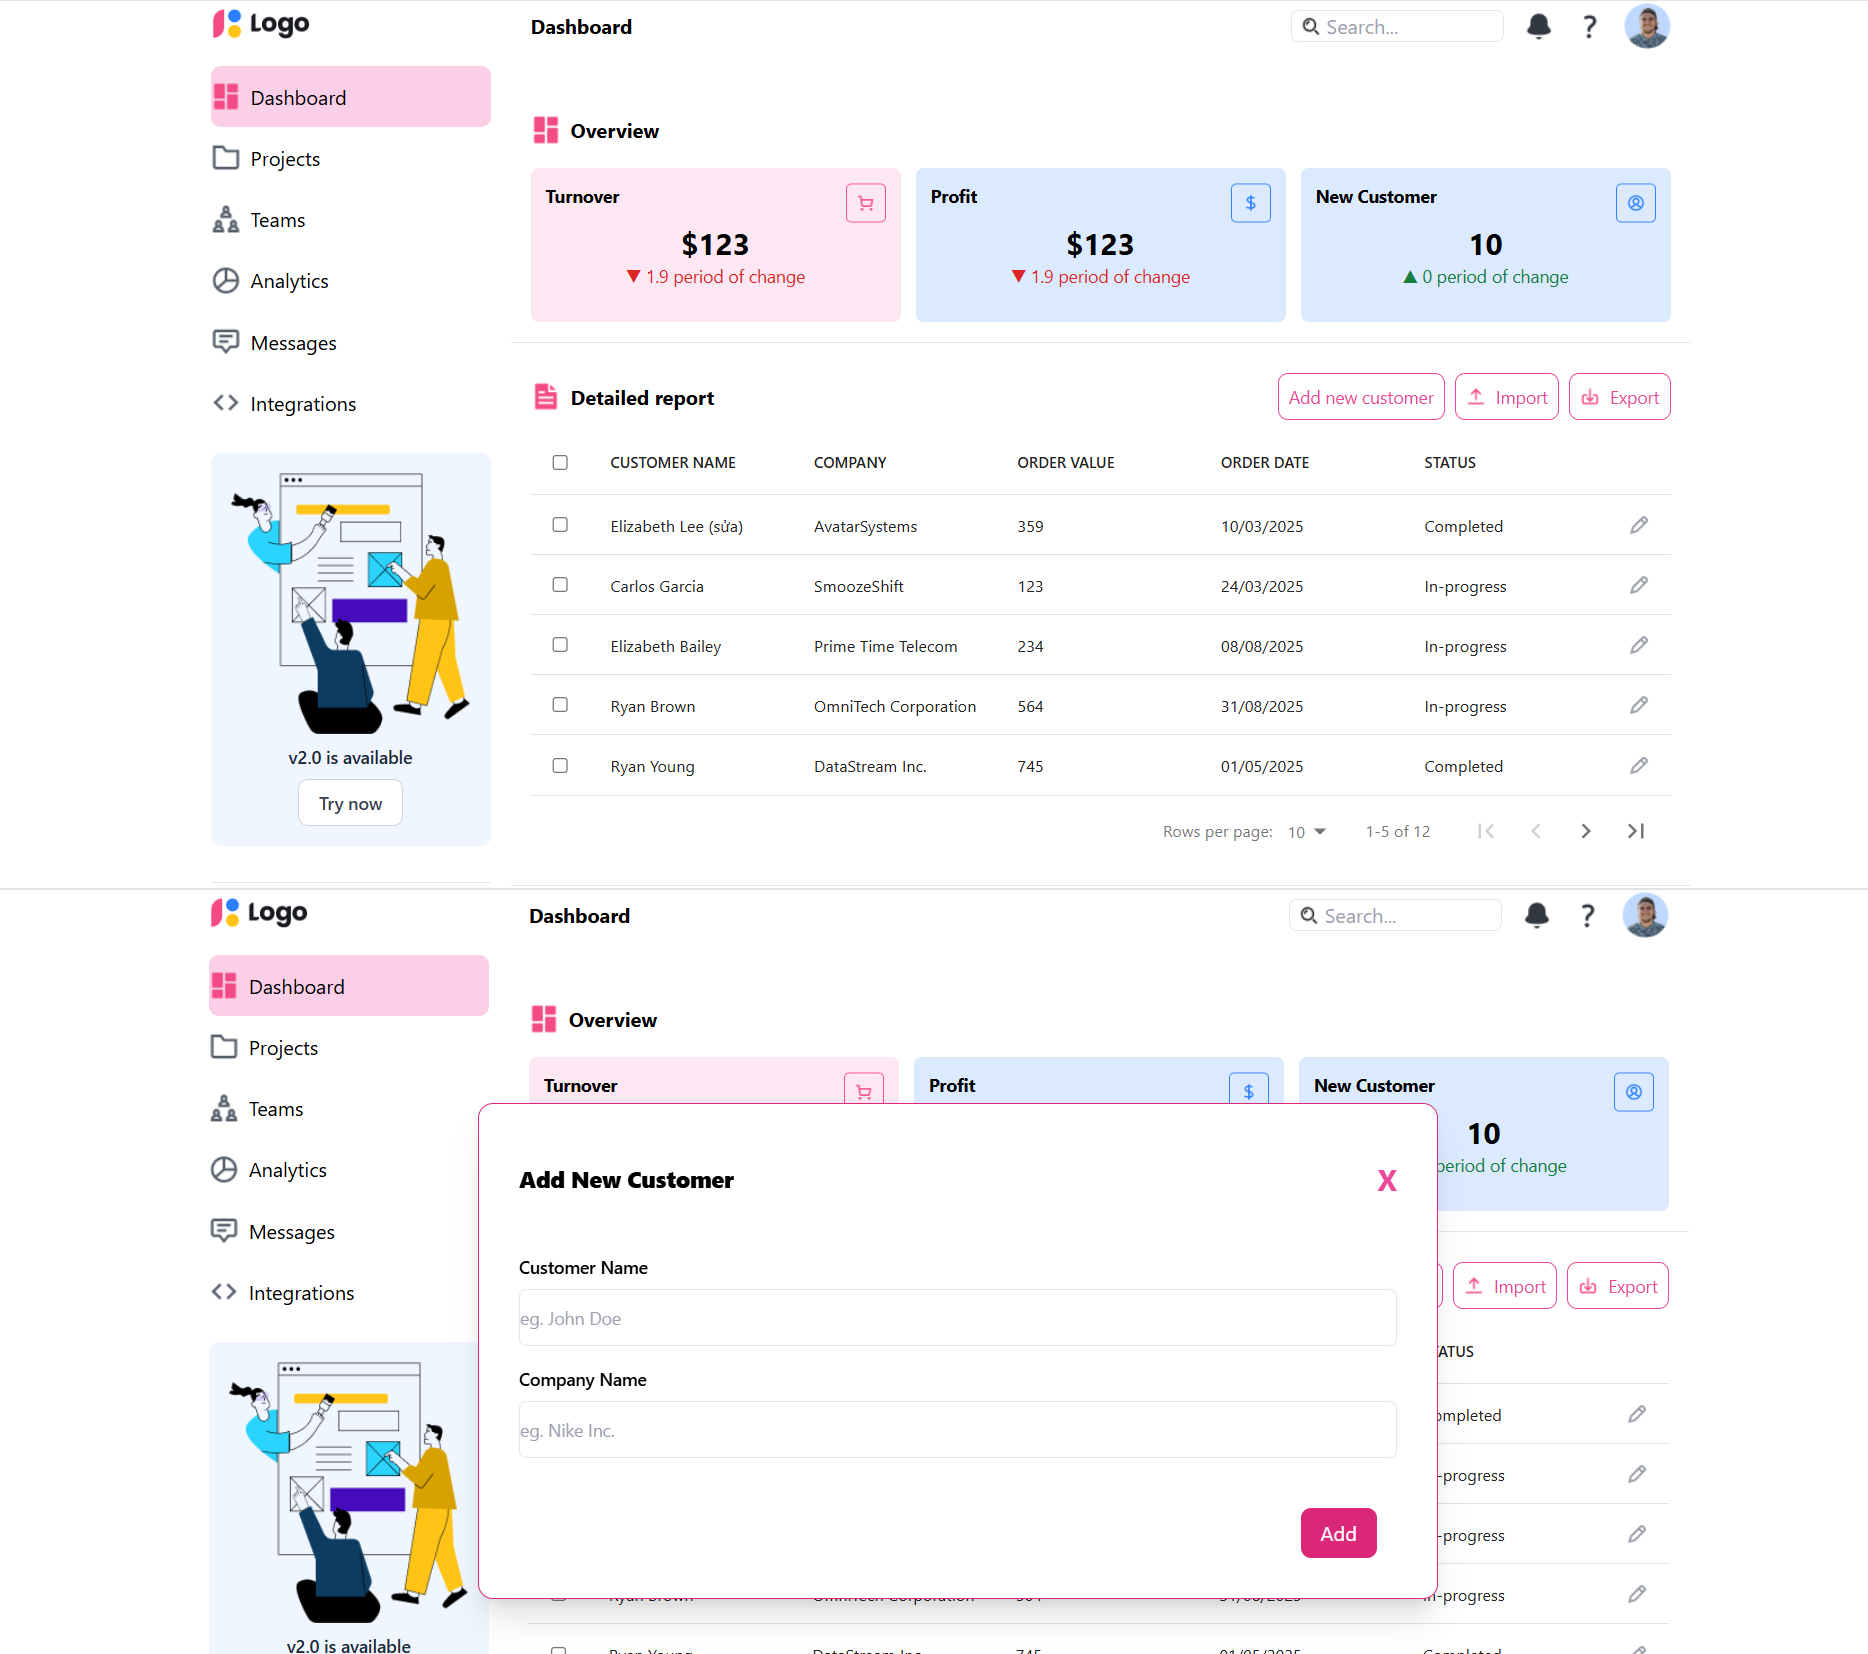 Logo
Dashboard
Search...
?
Dashboard
Projects
Teams
Analytics
Messages
Integrations
v2.0 is available
Try now
Overview
Turnover
$123
▼ 1.9 period of change
Profit
$
$123
▼ 1.9 period of change
New Customer
10
▲ 0 period of change
Detailed report
Add new customer
Import
Export
CUSTOMER NAME COMPANY ORDER VALUE ORDER DATE STATUS
Elizabeth Lee (sửa) AvatarSystems 359 10/03/2025 Completed
Carlos Garcia SmoozeShift 123 24/03/2025 In-progress
Elizabeth Bailey Prime Time Telecom 234 08/08/2025 In-progress
Ryan Brown OmniTech Corporation 564 31/08/2025 In-progress
Ryan Young DataStream Inc. 745 01/05/2025 Completed
Rows per page: 10 1-5 of 12
Logo
Dashboard
Search...
?
Dashboard
Projects
Teams
Analytics
Messages
Integrations
v2.0 is available
Overview
Turnover
Profit
$
New Customer
10
period of change
Import
Export
Add New Customer
X
Customer Name
eg. John Doe
Company Name
eg. Nike Inc.
Add
ATUS
ompleted
-progress
-progress
n-progress